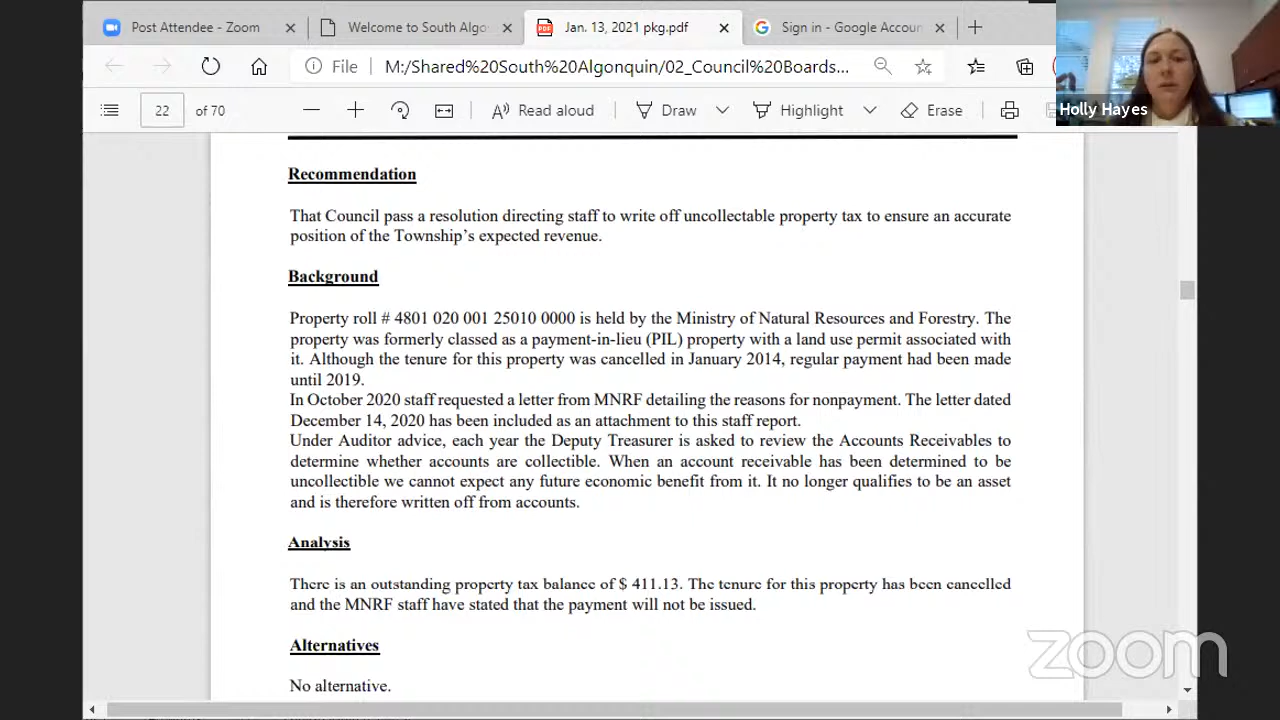 Post Attendee - Zoom
Welcome to South Algo
Jan. 13, 2021 pkg.pdf
Sign in - Google Accoun
File
M:/Shared%20South%20Algonquin/02_Council%20Boards...
22 of 70
Read aloud
Draw
Highlight
Erase
Holly Hayes
Recommendation
That Council pass a resolution directing staff to write off uncollectable property tax to ensure an accurate
position of the Township's expected revenue.
Background
Property roll # 4801 020 001 25010 0000 is held by the Ministry of Natural Resources and Forestry. The
property was formerly classed as a payment-in-lieu (PIL) property with a land use permit associated with
it. Although the tenure for this property was cancelled in January 2014, regular payment had been made
until 2019.
In October 2020 staff requested a letter from MNRF detailing the reasons for nonpayment. The letter dated
December 14, 2020 has been included as an attachment to this staff report.
Under Auditor advice, each year the Deputy Treasurer is asked to review the Accounts Receivables to
determine whether accounts are collectible. When an account receivable has been determined to be
uncollectible we cannot expect any future economic benefit from it. It no longer qualifies to be an asset
and is therefore written off from accounts.
Analysis
There is an outstanding property tax balance of $ 411.13. The tenure for this property has been cancelled
and the MNRF staff have stated that the payment will not be issued.
Alternatives
No alternative.
zoom